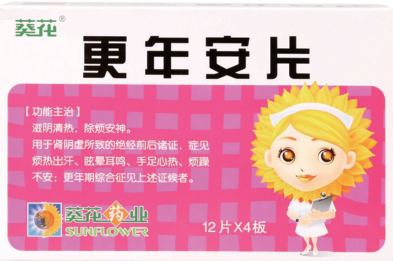 葵花®
更年安片
【功能主治】
滋阴清热，除烦安神。
用于肾阴虚所致的绝经前后诸证，症见
烦热出汗、眩晕耳鸣、手足心热、烦躁
不安；更年期综合征见上述证候者。
葵花药业
SUNFLOWER
12片X4板